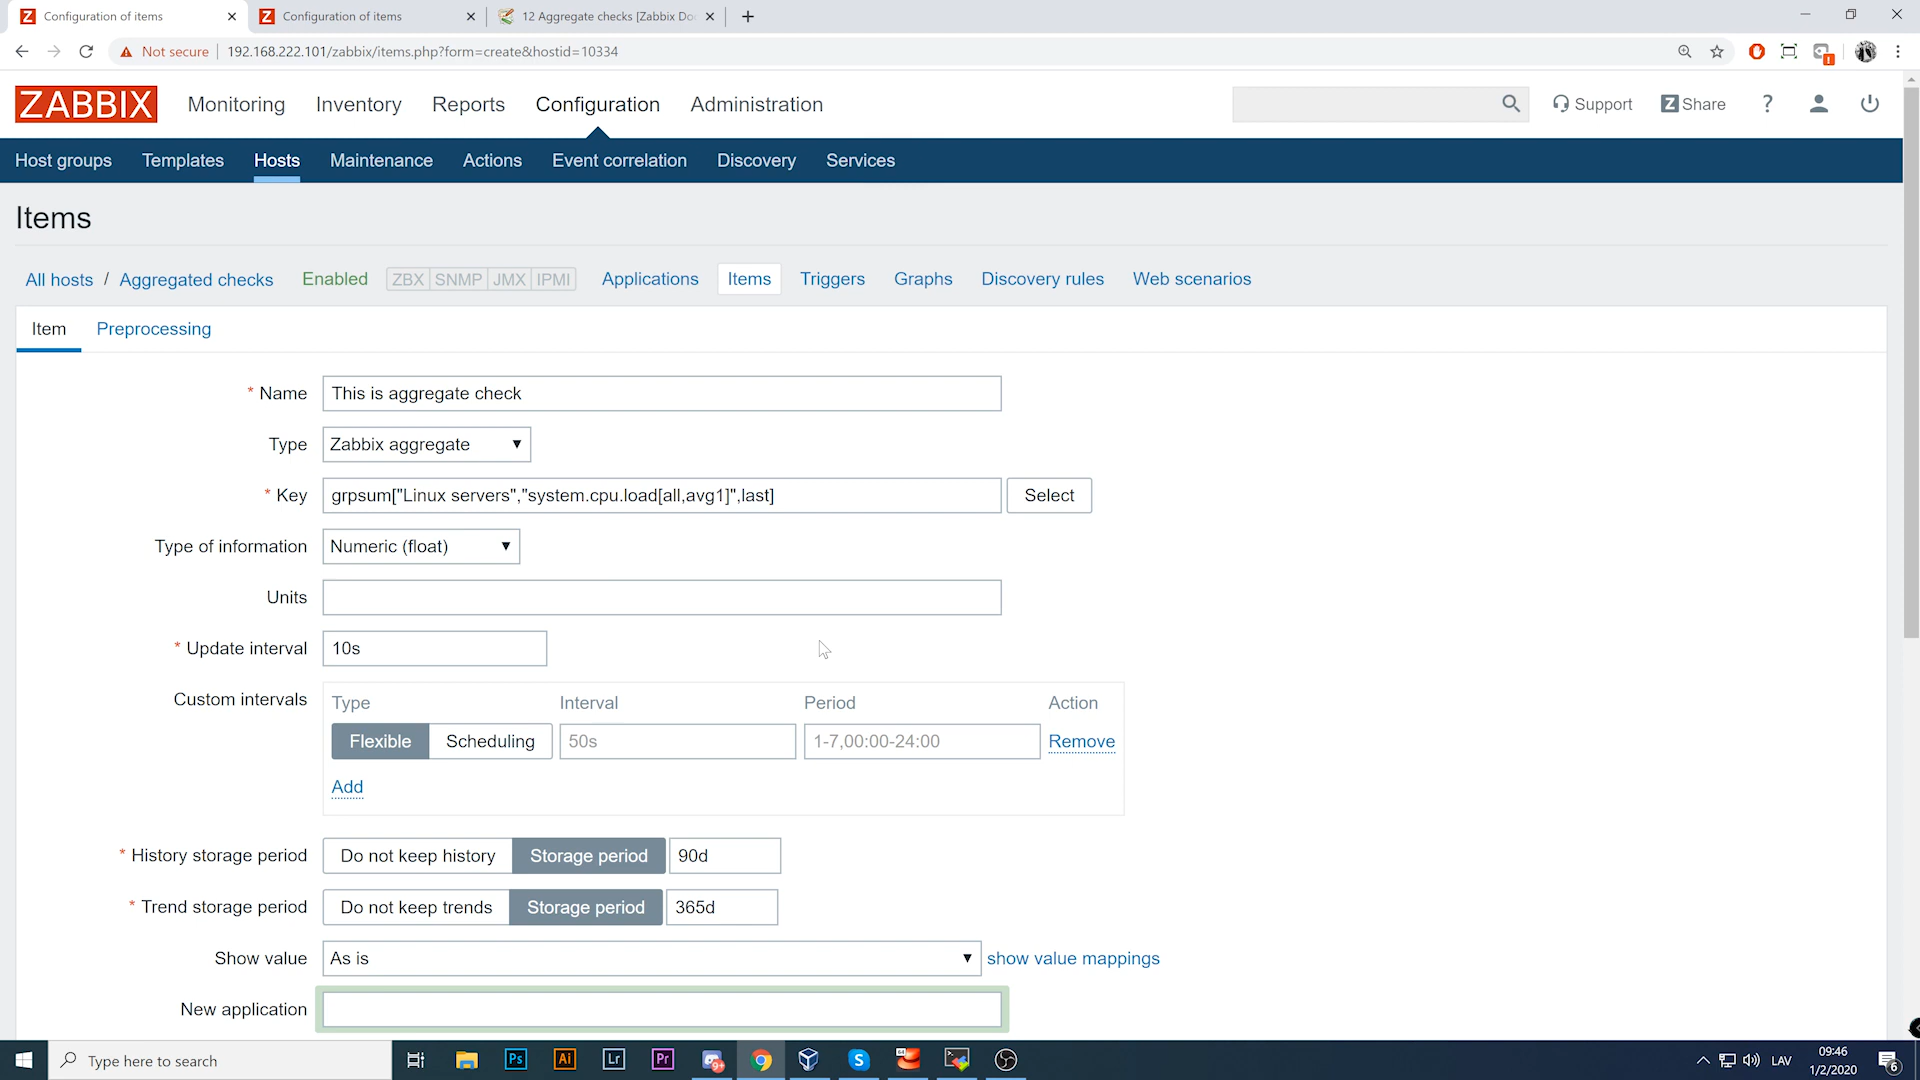 Configuration of items
Configuration of items
12 Aggregate checks [Zabbix Do
Not secure
192.168.222.101/zabbix/items.php?form=create&hostid=10334
ZABBIX
Monitoring
Inventory
Reports
Configuration
Administration
Support
Z Share
?
Host groups
Templates
Hosts
Maintenance
Actions
Event correlation
Discovery
Services
Items
All hosts / Aggregated checks
Enabled
ZBX SNMP JMX IPMI
Applications
Items
Triggers
Graphs
Discovery rules
Web scenarios
Item
Preprocessing
* Name
This is aggregate check
Type
Zabbix aggregate
* Key
grpsum["Linux servers","system.cpu.load[all,avg1]",last]
Select
Type of information
Numeric (float)
Units
* Update interval
10s
Custom intervals
Type
Interval
Period
Action
Flexible
Scheduling
50s
1-7,00:00-24:00
Remove
Add
* History storage period
Do not keep history
Storage period
90d
* Trend storage period
Do not keep trends
Storage period
365d
Show value
As is
show value mappings
New application
Type here to search
Ps
Ai
Lr
Pr
9+
S
64
LAV
09:46
1/2/2020
6